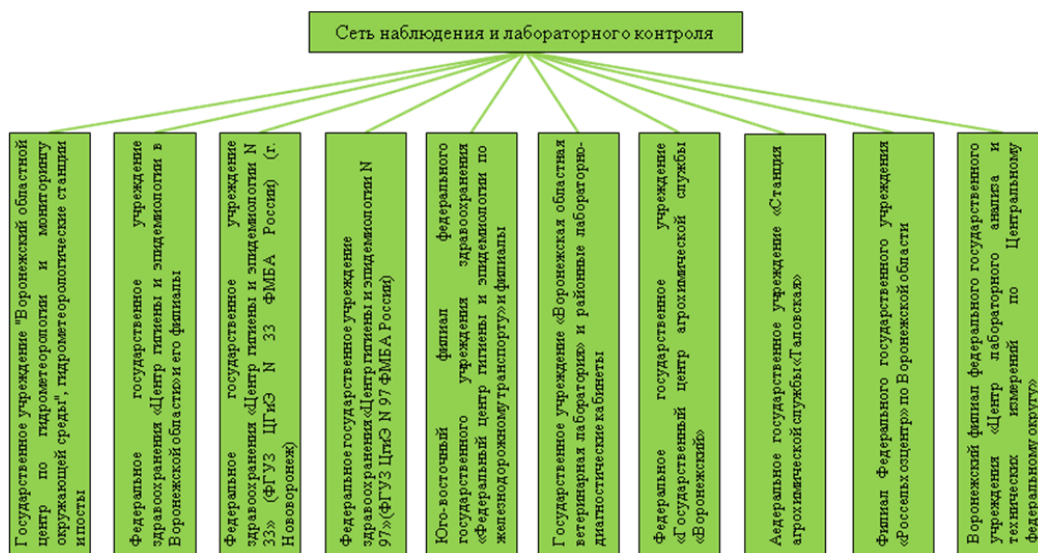 Сеть наблюдения и лабораторного контроля
Государственное учреждение "Воронежский областной
центр по гидрометеорологии и мониторингу
окружающей среды", гидрометеорологические станции
и посты
Федеральное государственное учреждение
здравоохранения «Центр гигиены и эпидемиологии в
Воронежской области» и его филиалы
Федеральное государственное учреждение
здравоохранения «Центр гигиены и эпидемиологии N
33» (ФГУЗ ЦГиЭ N 33 ФМБА России) (г.
Нововоронеж)
Федеральное государственное учреждение
здравоохранения «Центр гигиены и эпидемиологии N
97» (ФГУЗ ЦгиЭ N 97 ФМБА России)
Юго-восточный филиал федерального
государственного учреждения здравоохранения
«Федеральный центр гигиены и эпидемиологии по
железнодорожному транспорту» и филиалы
Государственное учреждение «Воронежская областная
ветеринарная лаборатория» и районные лабораторно-
диагностические кабинеты
Федеральное государственное учреждение
«Государственный центр агрохимической службы
«Воронежский»
Аедеральное государственное учреждение «Станция
агрохимической службы «Таловская»
Филиал Федерального государственного учреждения
«Россельхозцентр» по Воронежской области
Воронежский филиал федерального государственного
учреждения «Центр лабораторного анализа и
технических измерений по Центральному
федеральному округу»